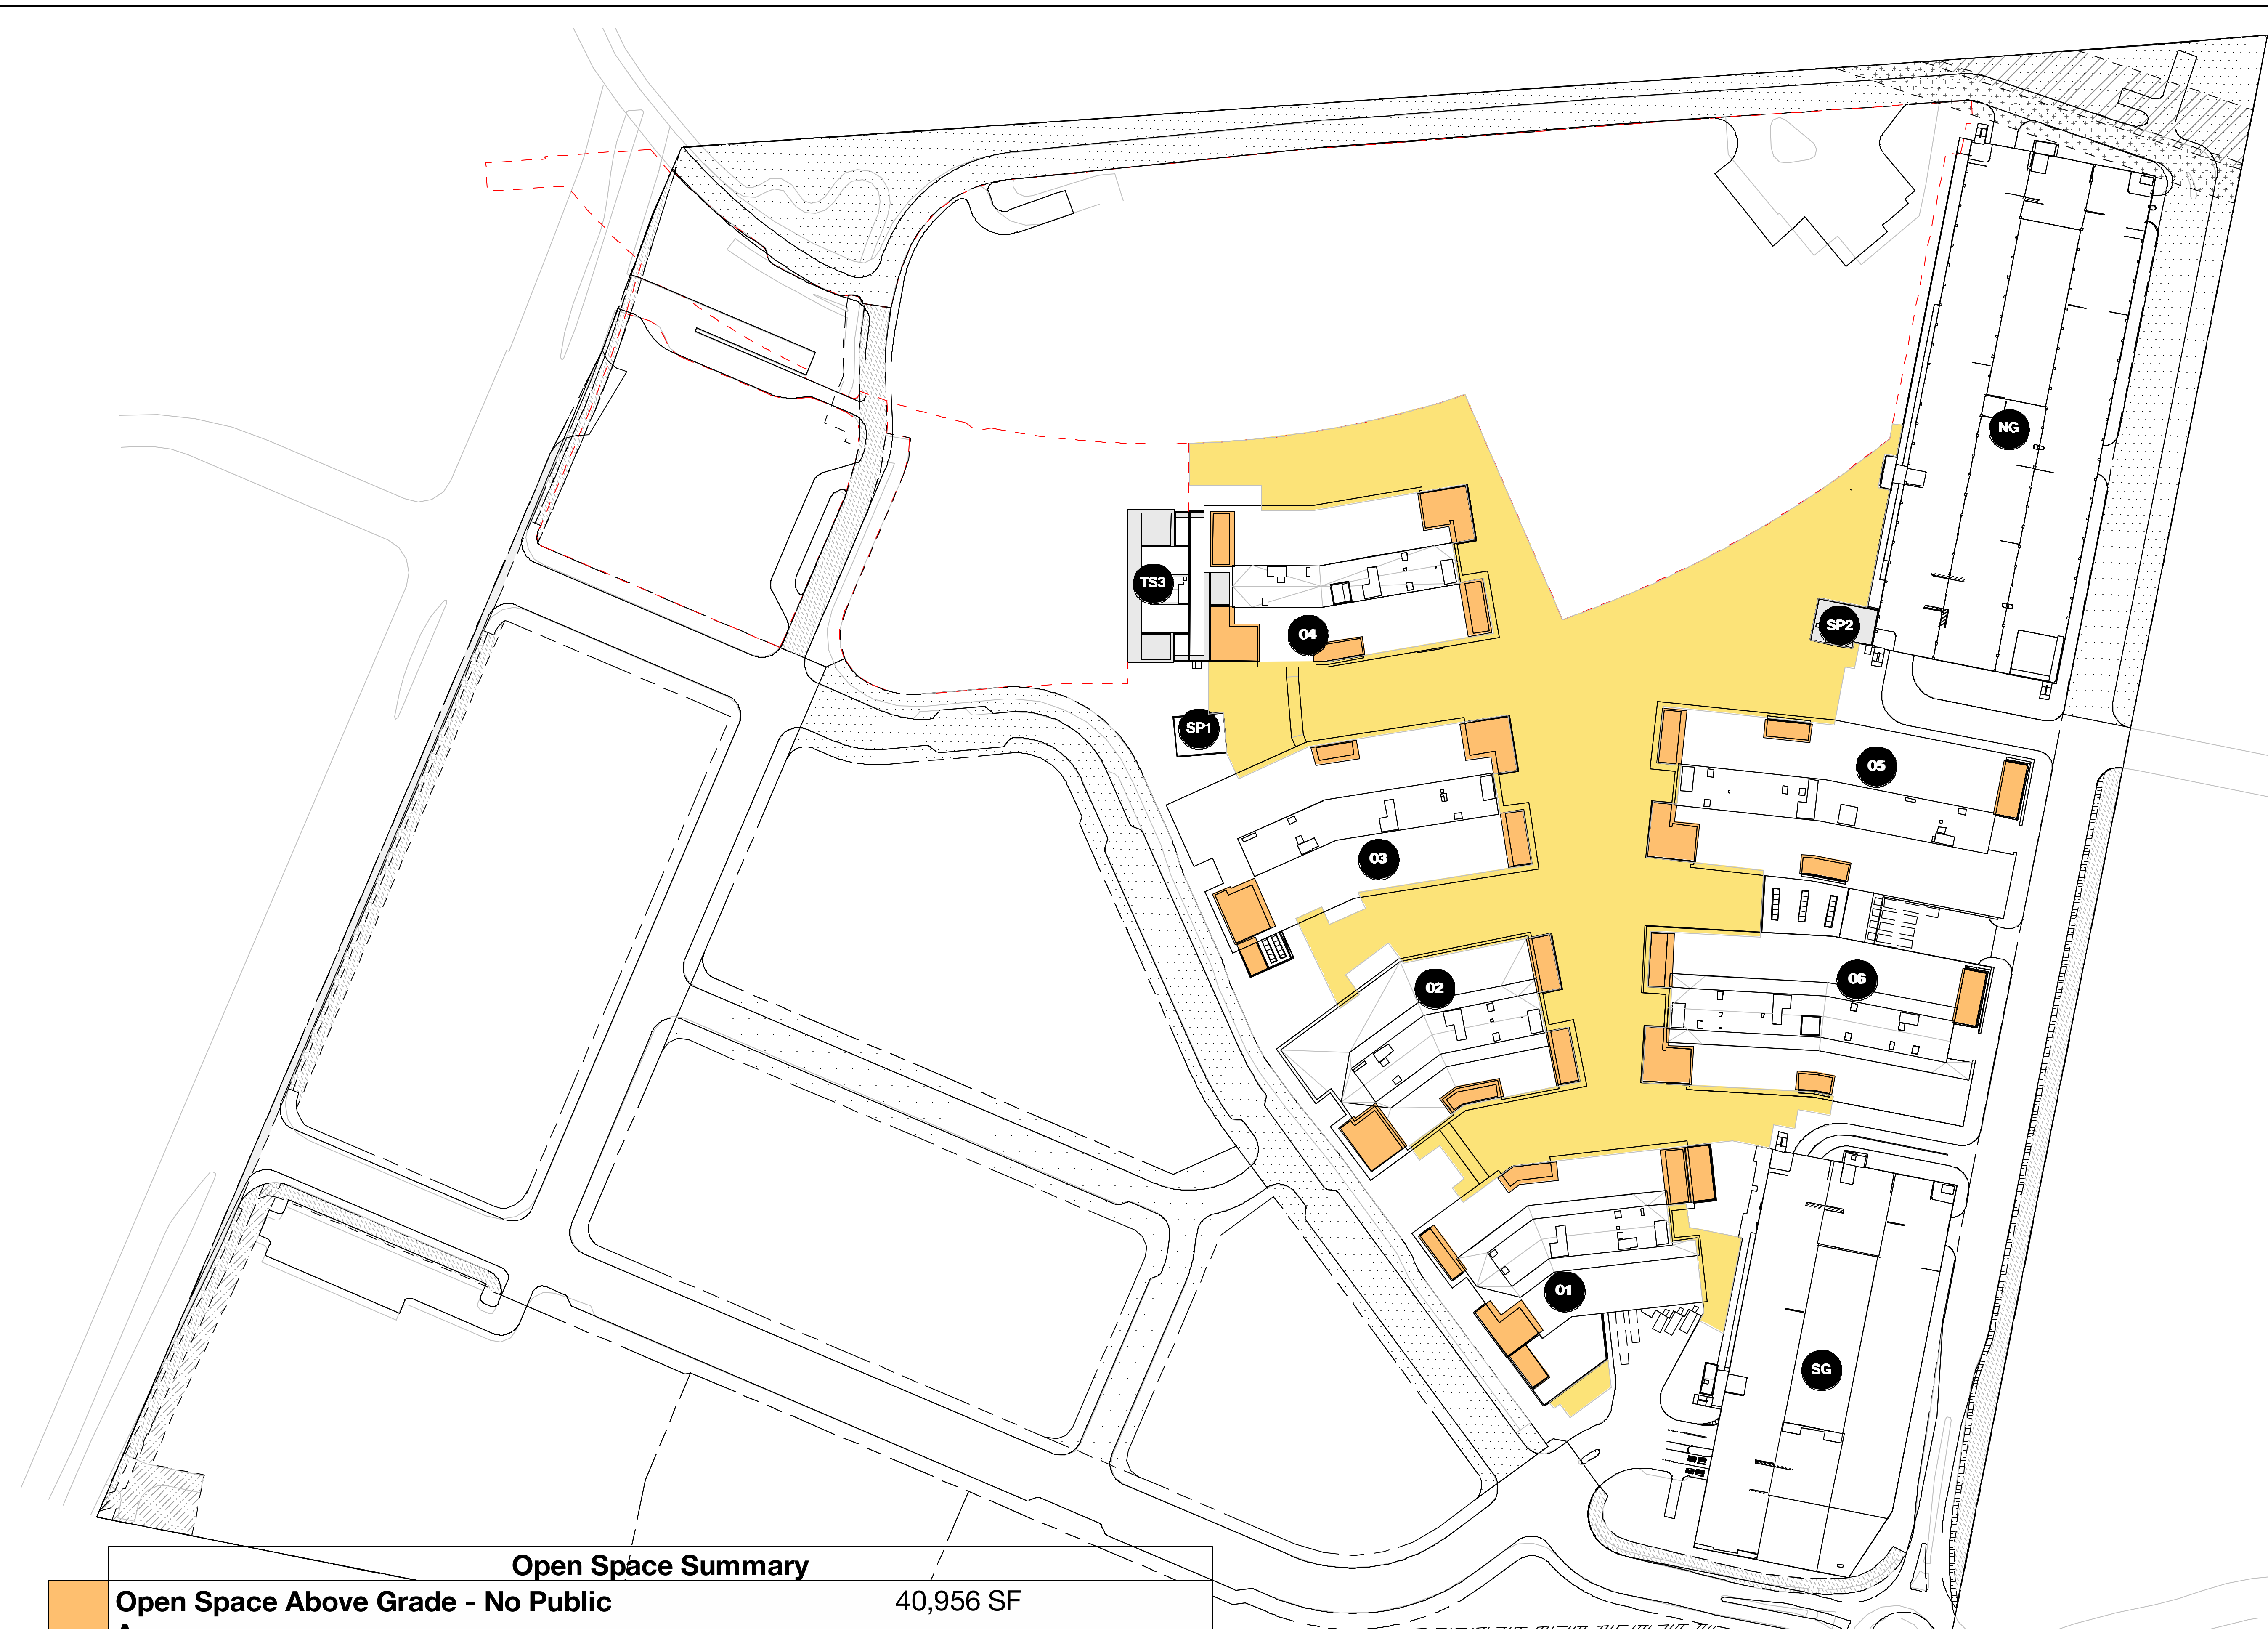 NG
TS3
04
SP2
SP1
05
03
06
02
01
SG
Open Space Summary
Open Space Above Grade - No Public
40,956 SF